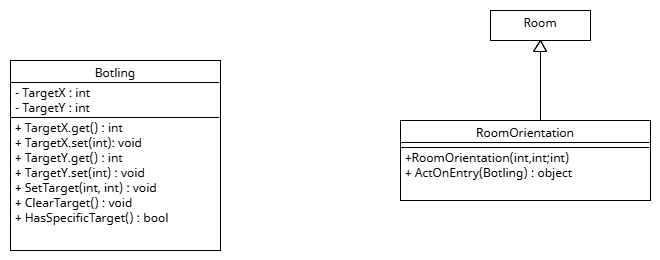 Botling
- TargetX : int
- TargetY : int
+ TargetX.get() : int
+ TargetX.set(int): void
+ TargetY.get() : int
+ TargetY.set(int) : void
+ SetTarget(int, int) : void
+ ClearTarget() : void
+ HasSpecificTarget() : bool
Room
RoomOrientation
+RoomOrientation(int,int;int)
+ ActOnEntry(Botling) : object